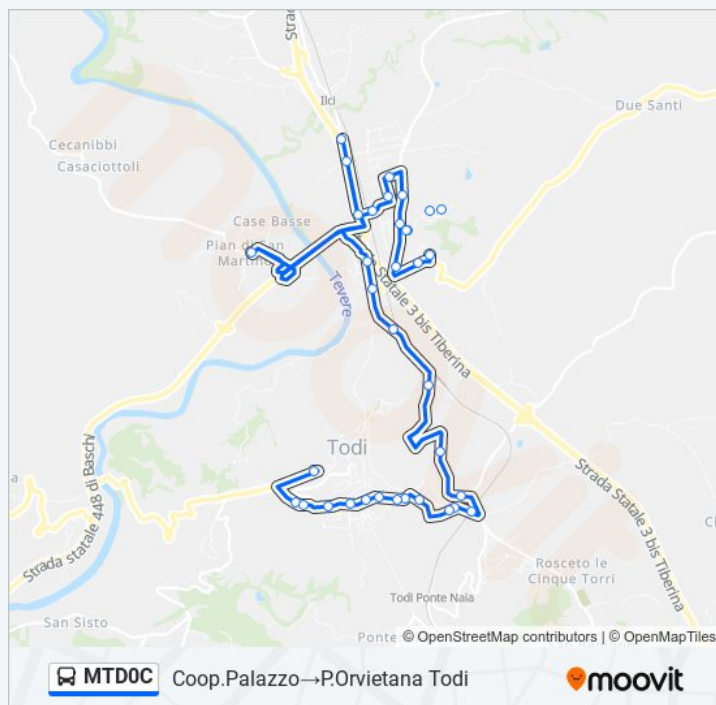 Strad
Ilci
Due Santi
Cecanibbi
Casaciottoli
Case Basse
Pian di San
Martino
Tevere
Statale 3 bis Tiberina
Todi
Strada statale 448 di Baschi
Strada Statale 3 bis Tiberina
Rosceto le
Cinque Torri
Todi Ponte Naia
San Sisto
Ponte
© OpenStreetMap contributors | © OpenMapTiles
MTD0C
Coop.Palazzo→P.Orvietana Todi
moovit